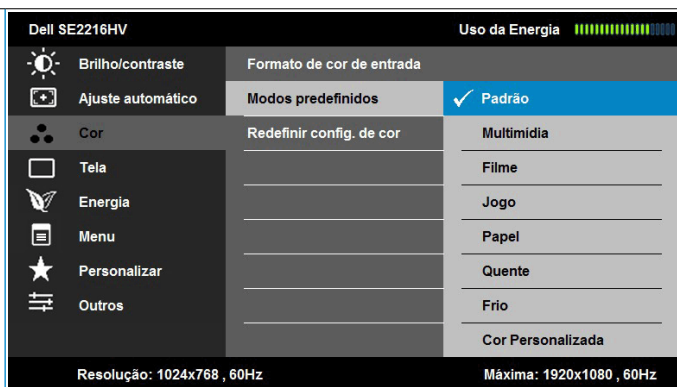 Dell SE2216HV Uso da Energia
Brilho/contraste Formato de cor de entrada
Ajuste automático Modos predefinidos Padrão
Cor Redefinir config. de cor Multimidia
Tela Filme
Energia Jogo
Menu Papel
Personalizar Quente
Outros Frio
Cor Personalizada
Resolução: 1024x768 , 60Hz Máxima: 1920x1080 , 60Hz